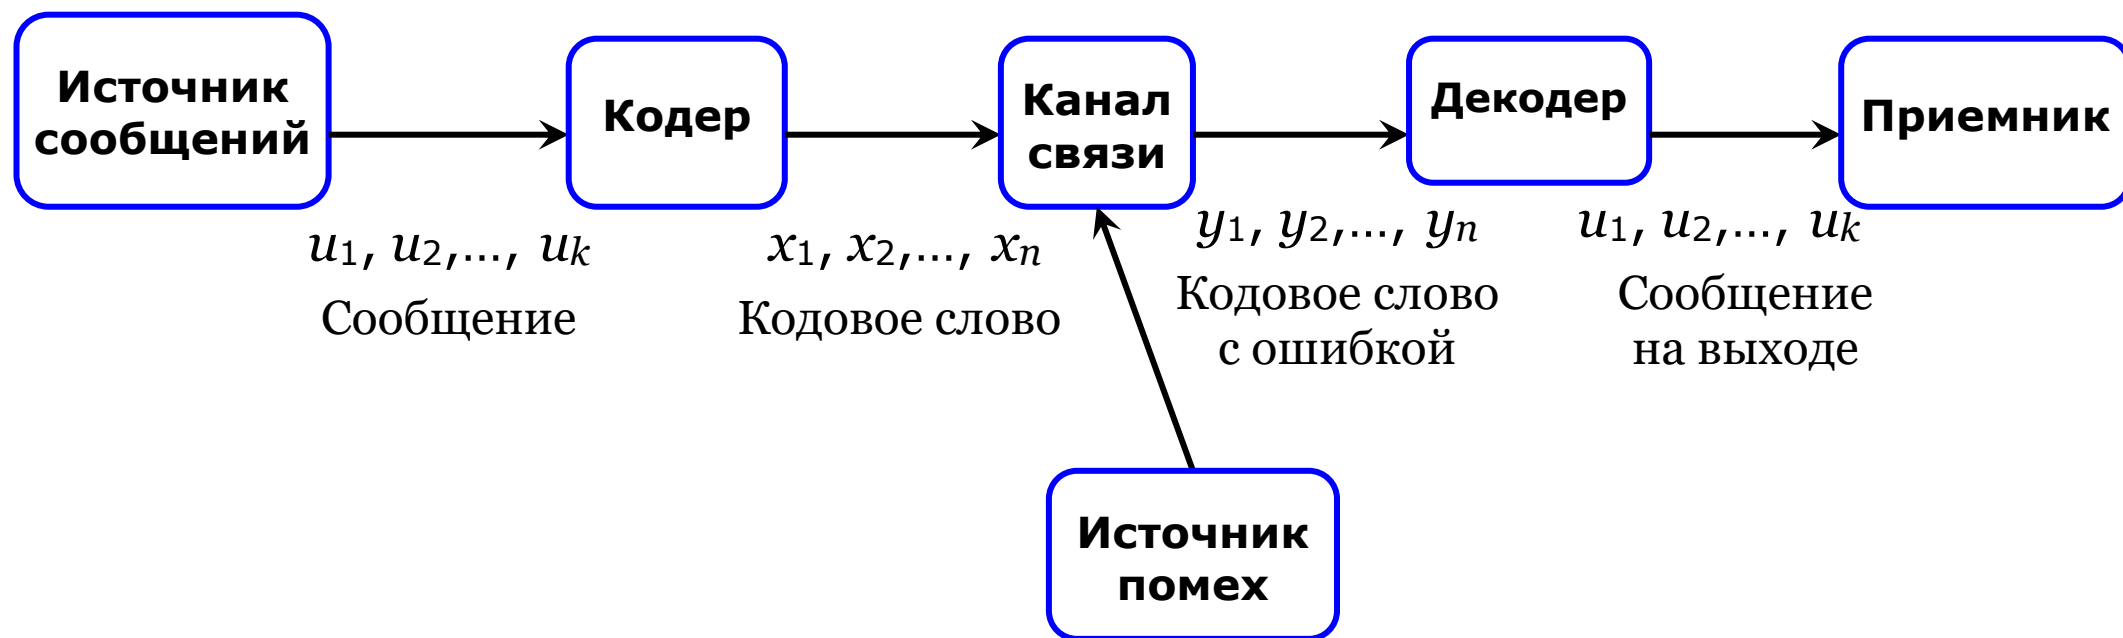 Источник
сообщений
Кодер
Канал
связи
Декодер
Приемник
u1, u2,..., uk
Сообщение
x1, x2,..., xn
Кодовое слово
y1, y2,..., yn
Кодовое слово
с ошибкой
u1, u2,..., uk
Сообщение
на выходе
Источник
помех